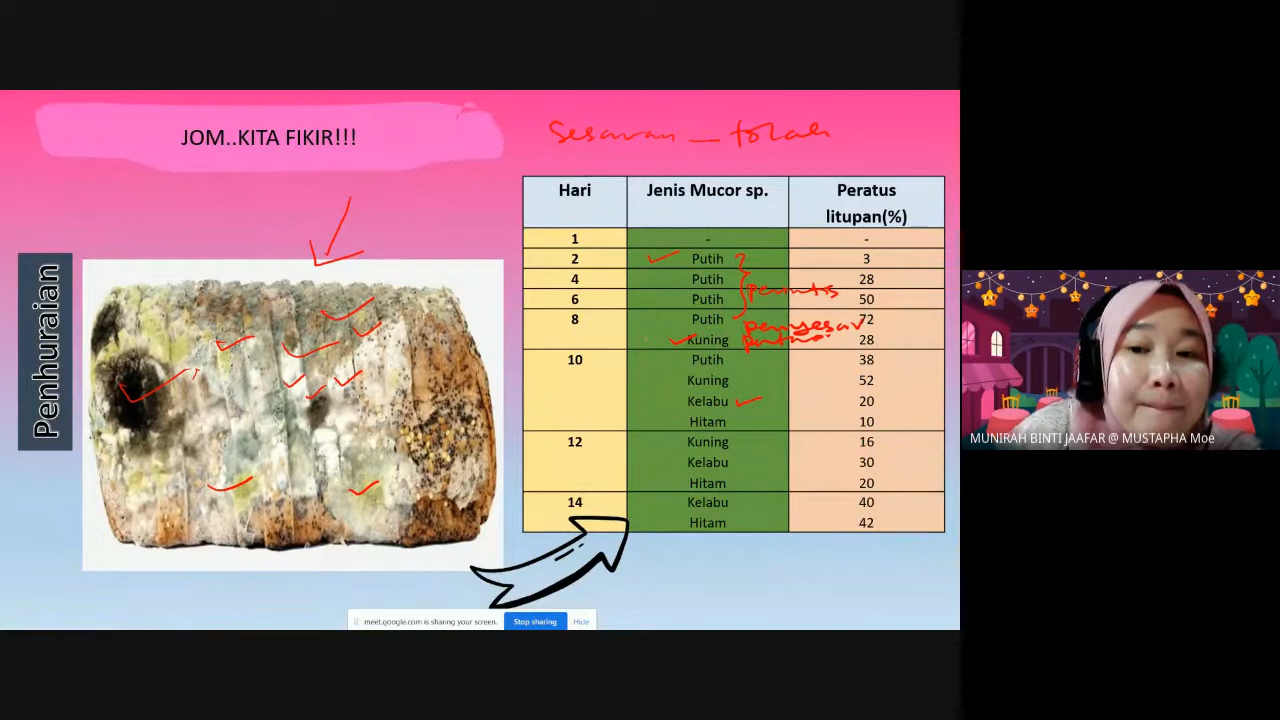 JOM..KITA FIKIR!!!
Penhuraian
Sesaran _
Hari Jenis Mucor sp. Peratus litupan(%)
1 - -
2 Putih 3
4 Putih 28
6 Putih 50
perintis
8 Putih 72
penyesar
Kuning 28
10 Putih 38
Kuning 52
Kelabu 20
Hitam 10
12 Kuning 16
Kelabu 30
Hitam 20
14 Kelabu 40
Hitam 42
meet.google.com is sharing your screen. Stop sharing Hide
MUNIRAH BINTI JAAFAR @ MUSTAPHA Moe